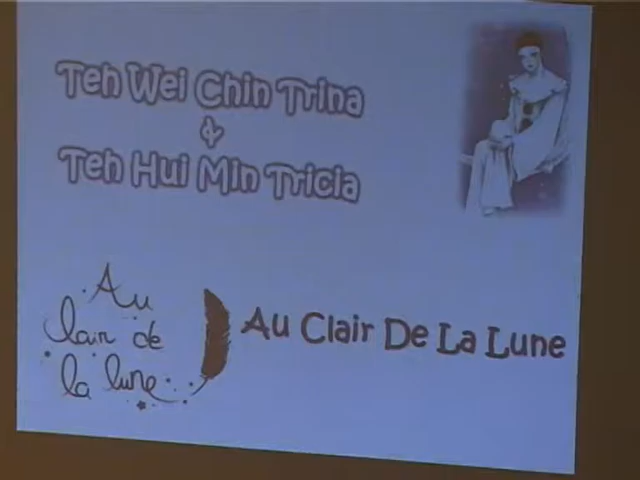 Teh Wei Chin Trina
&
Teh Hui Min Tricia
Au
Clair de
la lune
Au Clair De La Lune